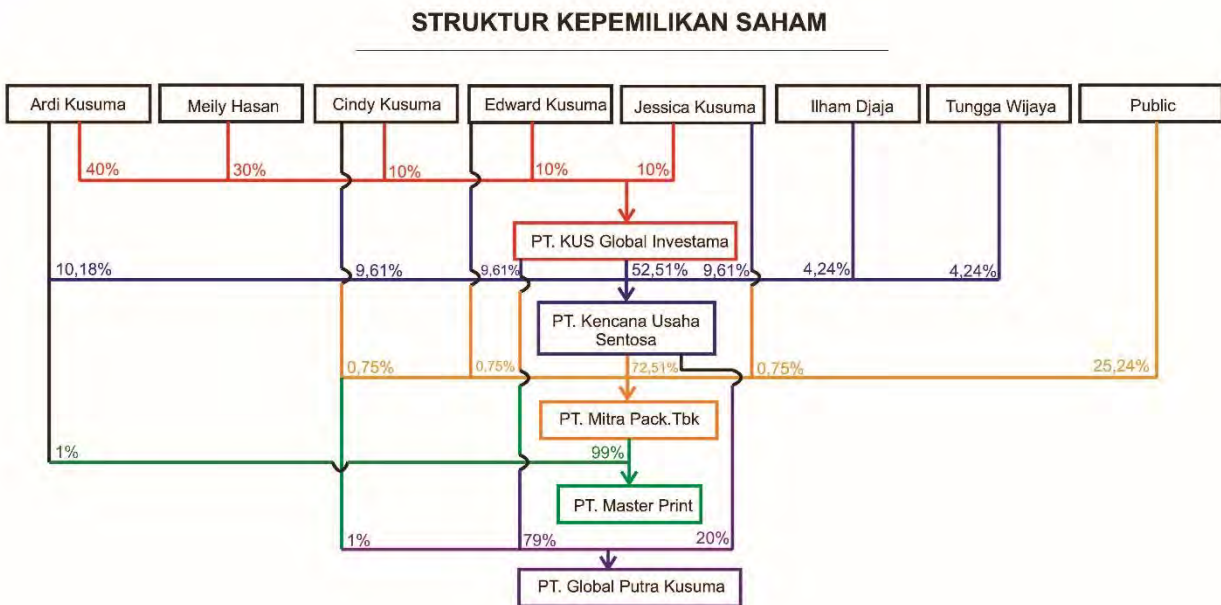 STRUKTUR KEPEMILIKAN SAHAM
Ardi Kusuma
Meily Hasan
Cindy Kusuma
Edward Kusuma
Jessica Kusuma
Ilham Djaja
Tungga Wijaya
Public
40%
30%
10%
10%
10%
PT. KUS Global Investama
10,18%
9,61%
9,61%
52,51%
9,61%
4,24%
4,24%
PT. Kencana Usaha
Sentosa
0,75%
0,75%
72,51%
0,75%
25,24%
PT. Mitra Pack.Tbk
1%
99%
PT. Master Print
1%
79%
20%
PT. Global Putra Kusuma